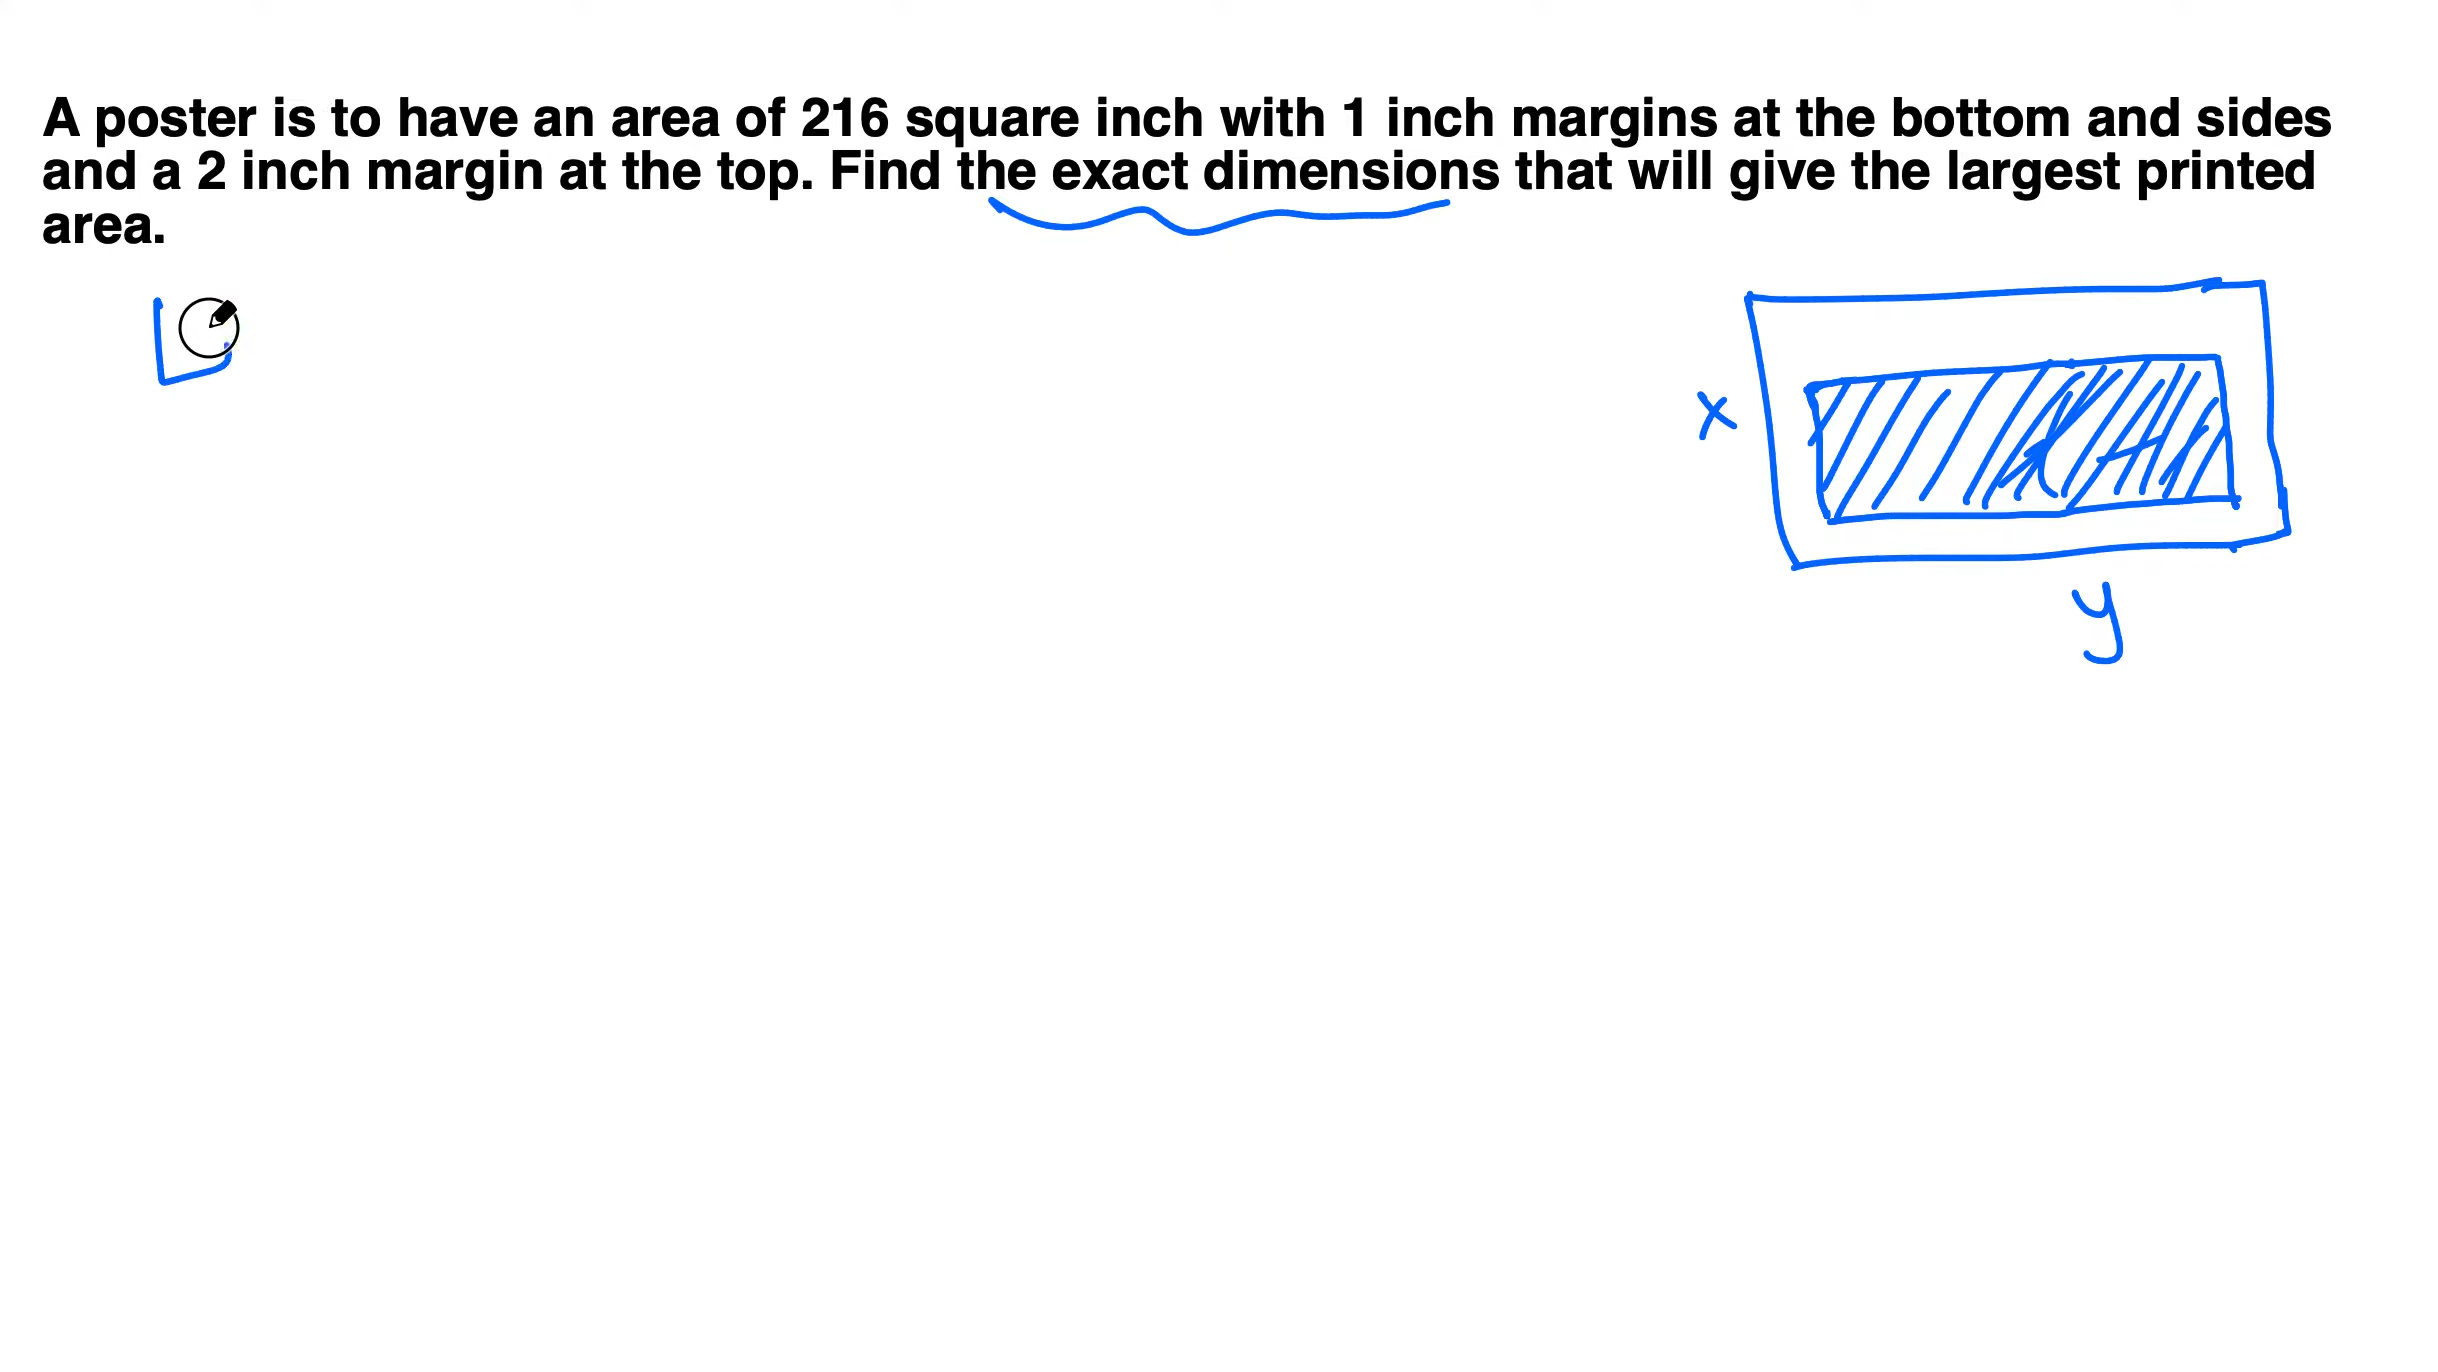 A poster is to have an area of 216 square inch with 1 inch margins at the bottom and sides
and a 2 inch margin at the top. Find the exact dimensions that will give the largest printed
area.
x
A
y